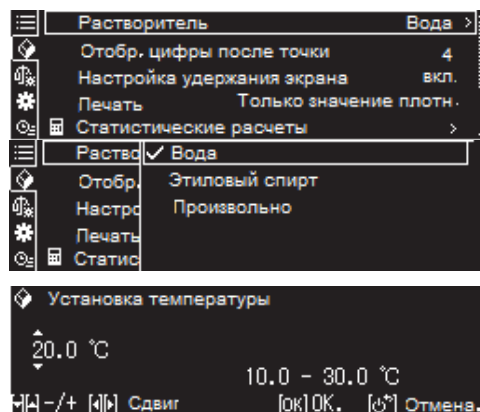 Растворитель Вода >
Отобр. цифры после точки 4
Настройка удержания экрана вкл.
Печать Только значение плотн.
Статистические расчеты >
Раство ✓ Вода
Отобр. Этиловый спирт
Настро Произвольно
Печать
Статис
Установка температуры
20.0 °C
10.0 - 30.0 °C
-/+ Сдвиг [OK]OK. Отмена.